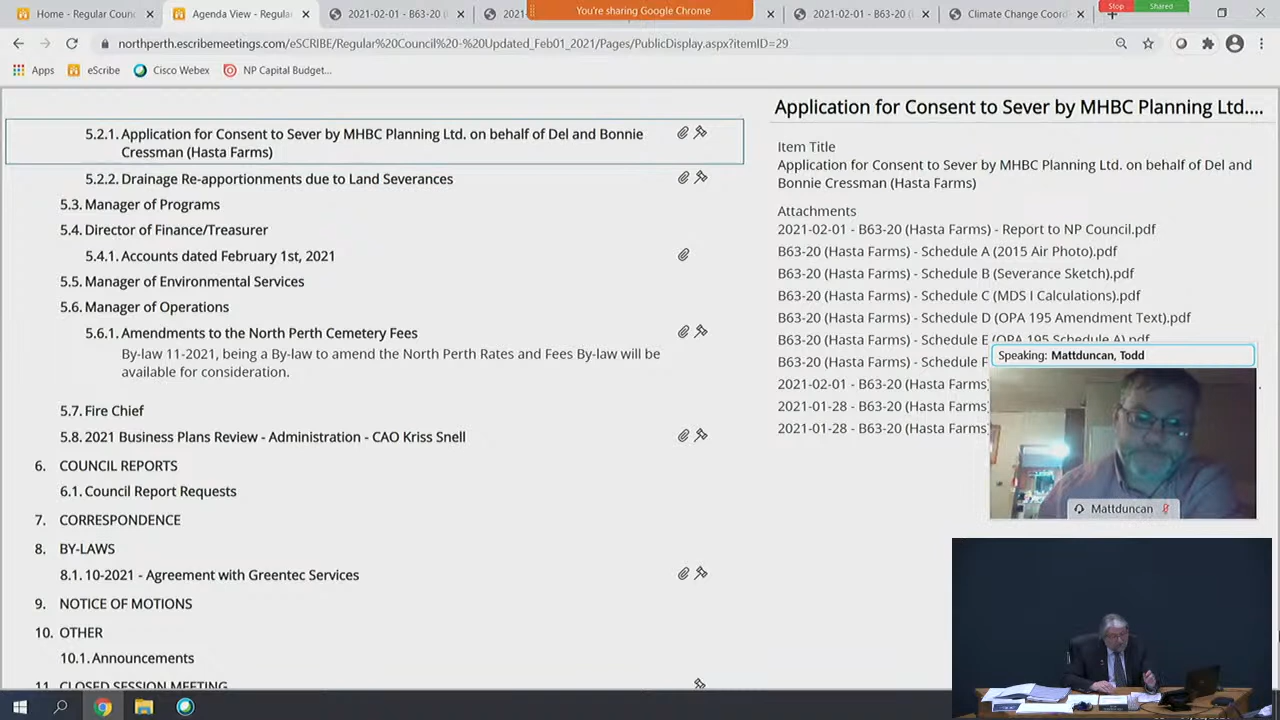 Home - Regular Counc
Agenda View - Regula
2021-02-01 - B63-20 (
You're sharing Google Chrome
2021-02-01 - B63-20 (
Climate Change Coord
Stop
Shared
northperth.escribemeetings.com/eSCRIBE/Regular%20Council%20-%20Updated_Feb01_2021/Pages/PublicDisplay.aspx?itemID=29
Apps
eScribe
Cisco Webex
NP Capital Budget...
5.2.1. Application for Consent to Sever by MHBC Planning Ltd. on behalf of Del and Bonnie
Cressman (Hasta Farms)
5.2.2. Drainage Re-apportionments due to Land Severances
5.3. Manager of Programs
5.4. Director of Finance/Treasurer
5.4.1. Accounts dated February 1st, 2021
5.5. Manager of Environmental Services
5.6. Manager of Operations
5.6.1. Amendments to the North Perth Cemetery Fees
By-law 11-2021, being a By-law to amend the North Perth Rates and Fees By-law will be
available for consideration.
5.7. Fire Chief
5.8. 2021 Business Plans Review - Administration - CAO Kriss Snell
6. COUNCIL REPORTS
6.1. Council Report Requests
7. CORRESPONDENCE
8. BY-LAWS
8.1. 10-2021 - Agreement with Greentec Services
9. NOTICE OF MOTIONS
10. OTHER
10.1. Announcements
11. CLOSED SESSION MEETING
Application for Consent to Sever by MHBC Planning Ltd....
Item Title
Application for Consent to Sever by MHBC Planning Ltd. on behalf of Del and
Bonnie Cressman (Hasta Farms)
Attachments
2021-02-01 - B63-20 (Hasta Farms) - Report to NP Council.pdf
B63-20 (Hasta Farms) - Schedule A (2015 Air Photo).pdf
B63-20 (Hasta Farms) - Schedule B (Severance Sketch).pdf
B63-20 (Hasta Farms) - Schedule C (MDS I Calculations).pdf
B63-20 (Hasta Farms) - Schedule D (OPA 195 Amendment Text).pdf
B63-20 (Hasta Farms) - Schedule E (OPA 195 Schedule A).pdf
B63-20 (Hasta Farms) - Schedule F
2021-02-01 - B63-20 (Hasta Farms)
2021-01-28 - B63-20 (Hasta Farms)
2021-01-28 - B63-20 (Hasta Farms)
Speaking: Mattduncan, Todd
Mattduncan